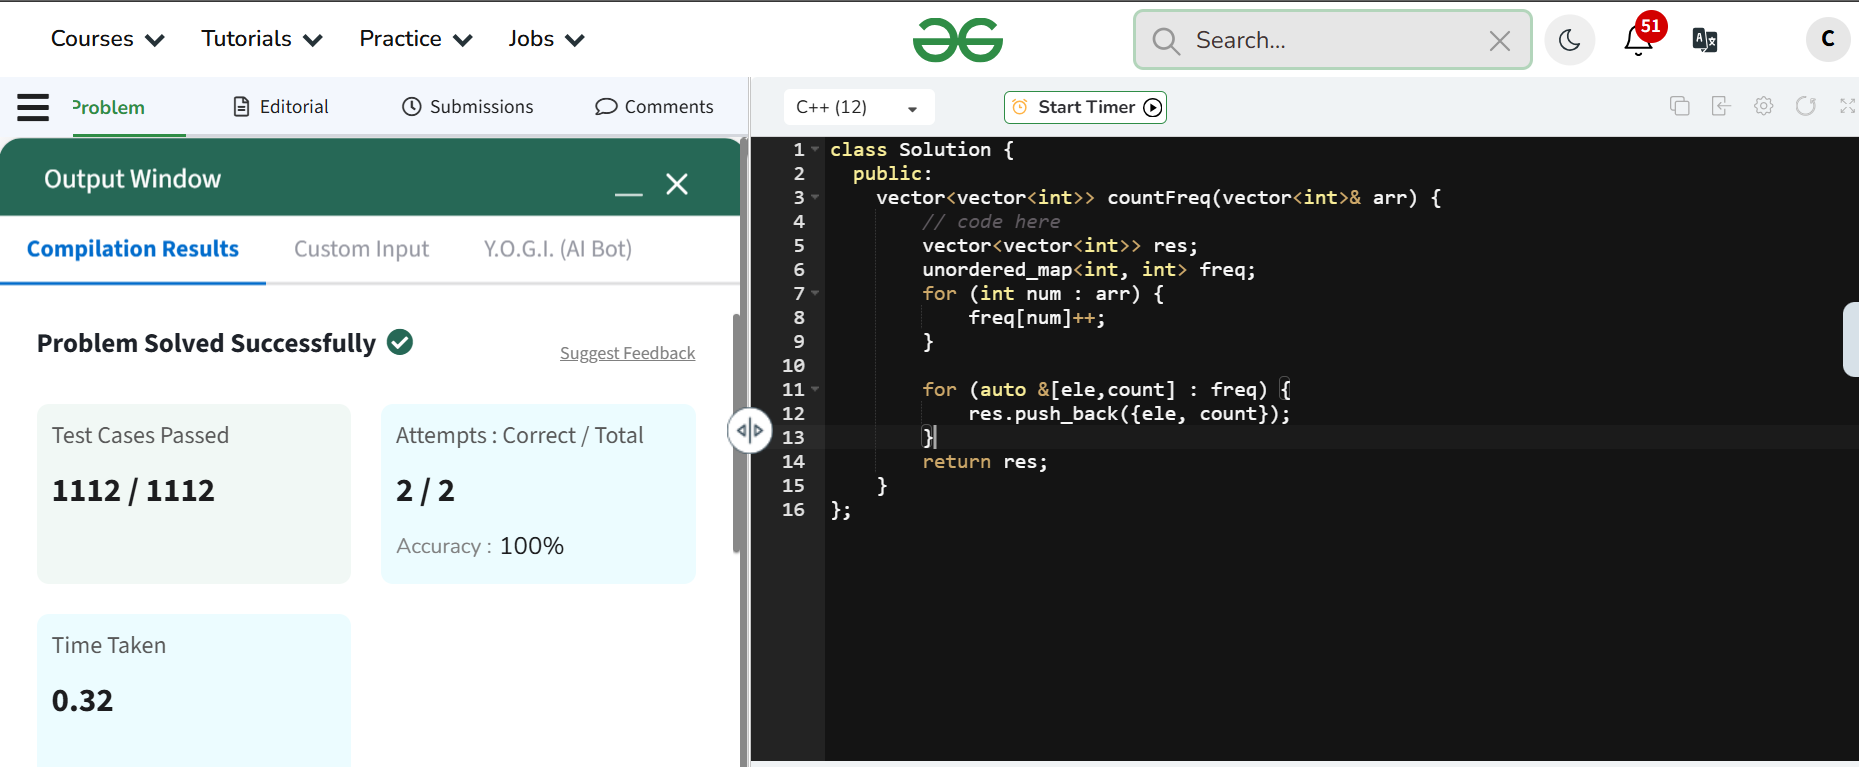 Courses Tutorials Practice Jobs Search... 51 C
Problem Editorial Submissions Comments
Output Window
Compilation Results Custom Input Y.O.G.I. (AI Bot)
Problem Solved Successfully
Suggest Feedback
Test Cases Passed
1112 / 1112
Attempts : Correct / Total
2 / 2
Accuracy : 100%
Time Taken
0.32
C++ (12) Start Timer
1 class Solution {
2   public:
3     vector<vector<int>> countFreq(vector<int>& arr) {
4         // code here
5         vector<vector<int>> res;
6         unordered_map<int, int> freq;
7         for (int num : arr) {
8             freq[num]++;
9         }
10
11         for (auto &[ele,count] : freq) {
12             res.push_back({ele, count});
13         }
14         return res;
15     }
16 };